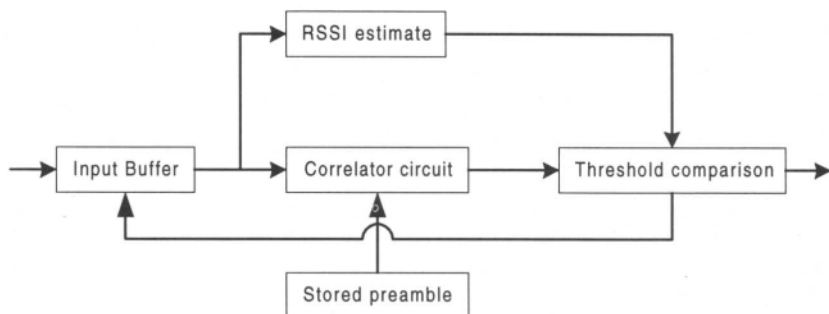 RSSI estimate
Input Buffer
Correlator circuit
Threshold comparison
Stored preamble